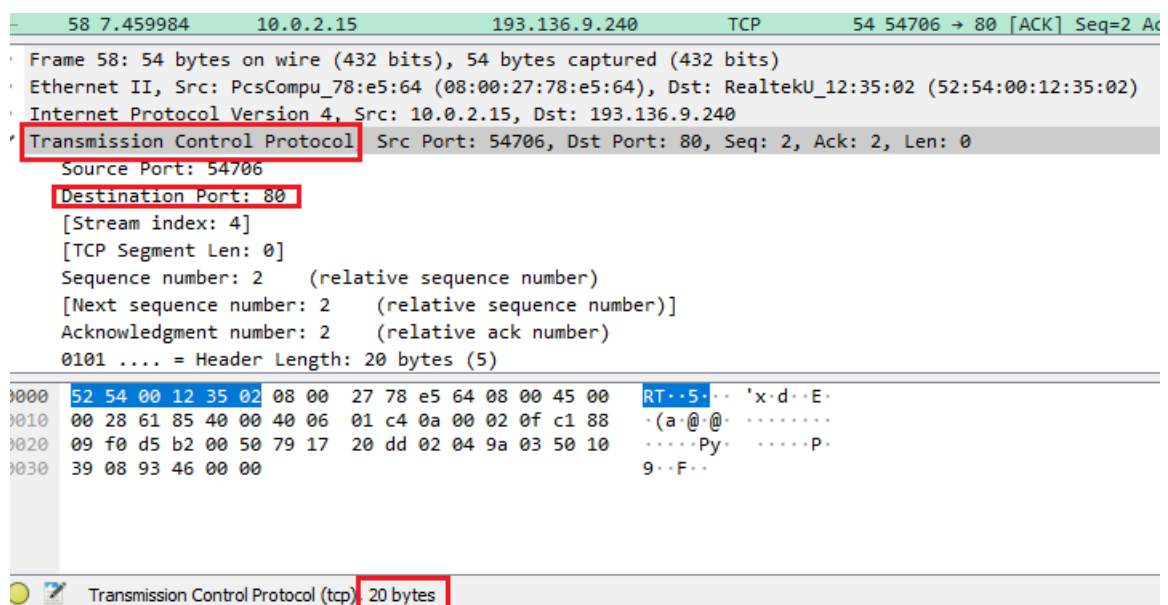 58 7.459984 10.0.2.15 193.136.9.240 TCP 54 54706 → 80 [ACK] Seq=2
Frame 58: 54 bytes on wire (432 bits), 54 bytes captured (432 bits)
Ethernet II, Src: PcsCompu_78:e5:64 (08:00:27:78:e5:64), Dst: RealtekU_12:35:02 (52:54:00:12:35:02)
Internet Protocol Version 4, Src: 10.0.2.15, Dst: 193.136.9.240
Transmission Control Protocol, Src Port: 54706, Dst Port: 80, Seq: 2, Ack: 2, Len: 0
Source Port: 54706
Destination Port: 80
[Stream index: 4]
[TCP Segment Len: 0]
Sequence number: 2 (relative sequence number)
[Next sequence number: 2 (relative sequence number)]
Acknowledgment number: 2 (relative ack number)
0101 .... = Header Length: 20 bytes (5)
0000 52 54 00 12 35 02 08 00 27 78 e5 64 08 00 45 00 RT··5··· 'x·d··E·
0010 00 28 61 85 40 00 40 06 01 c4 0a 00 02 0f c1 88 ·(a·@·@· ········
0020 09 f0 d5 b2 00 50 79 17 20 dd 02 04 9a 03 50 10 ·····Py· ······P·
0030 39 08 93 46 00 00 9··F··
Transmission Control Protocol (tcp), 20 bytes